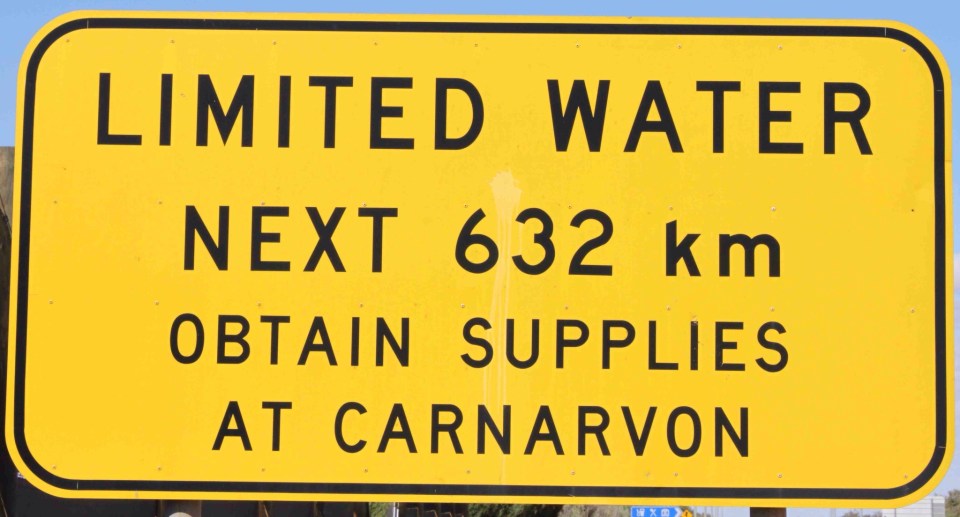 LIMITED WATER
NEXT 632 km
OBTAIN SUPPLIES
AT CARNARVON